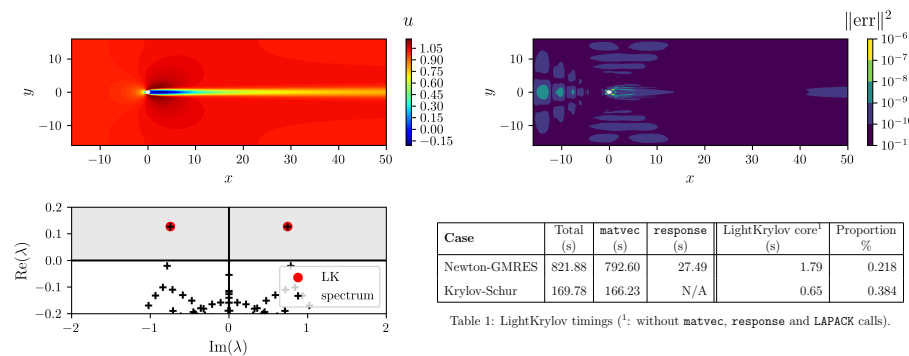 u
1.05
0.90
0.75
0.60
0.45
0.30
0.15
0.00
−0.15
10
0
−10
y
−10 0 10 20 30 40 50
x
‖err‖²
10⁻⁶
10⁻⁷
10⁻⁸
10⁻⁹
10⁻¹⁰
10⁻¹¹
10
0
−10
y
−10 0 10 20 30 40 50
x
0.2
0.1
0.0
−0.1
−0.2
Re(λ)
LK
spectrum
−2 −1 0 1 2
Im(λ)
Case Total (s) matvec (s) response (s) LightKrylov core¹ (s) Proportion %
Newton-GMRES 821.88 792.60 27.49 1.79 0.218
Krylov-Schur 169.78 166.23 N/A 0.65 0.384
Table 1: LightKrylov timings (¹: without matvec, response and LAPACK calls).